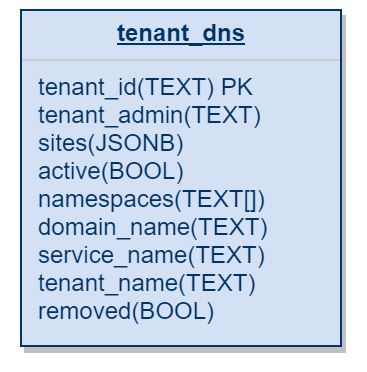 tenant_dns
tenant_id(TEXT) PK
tenant_admin(TEXT)
sites(JSONB)
active(BOOL)
namespaces(TEXT[])
domain_name(TEXT)
service_name(TEXT)
tenant_name(TEXT)
removed(BOOL)